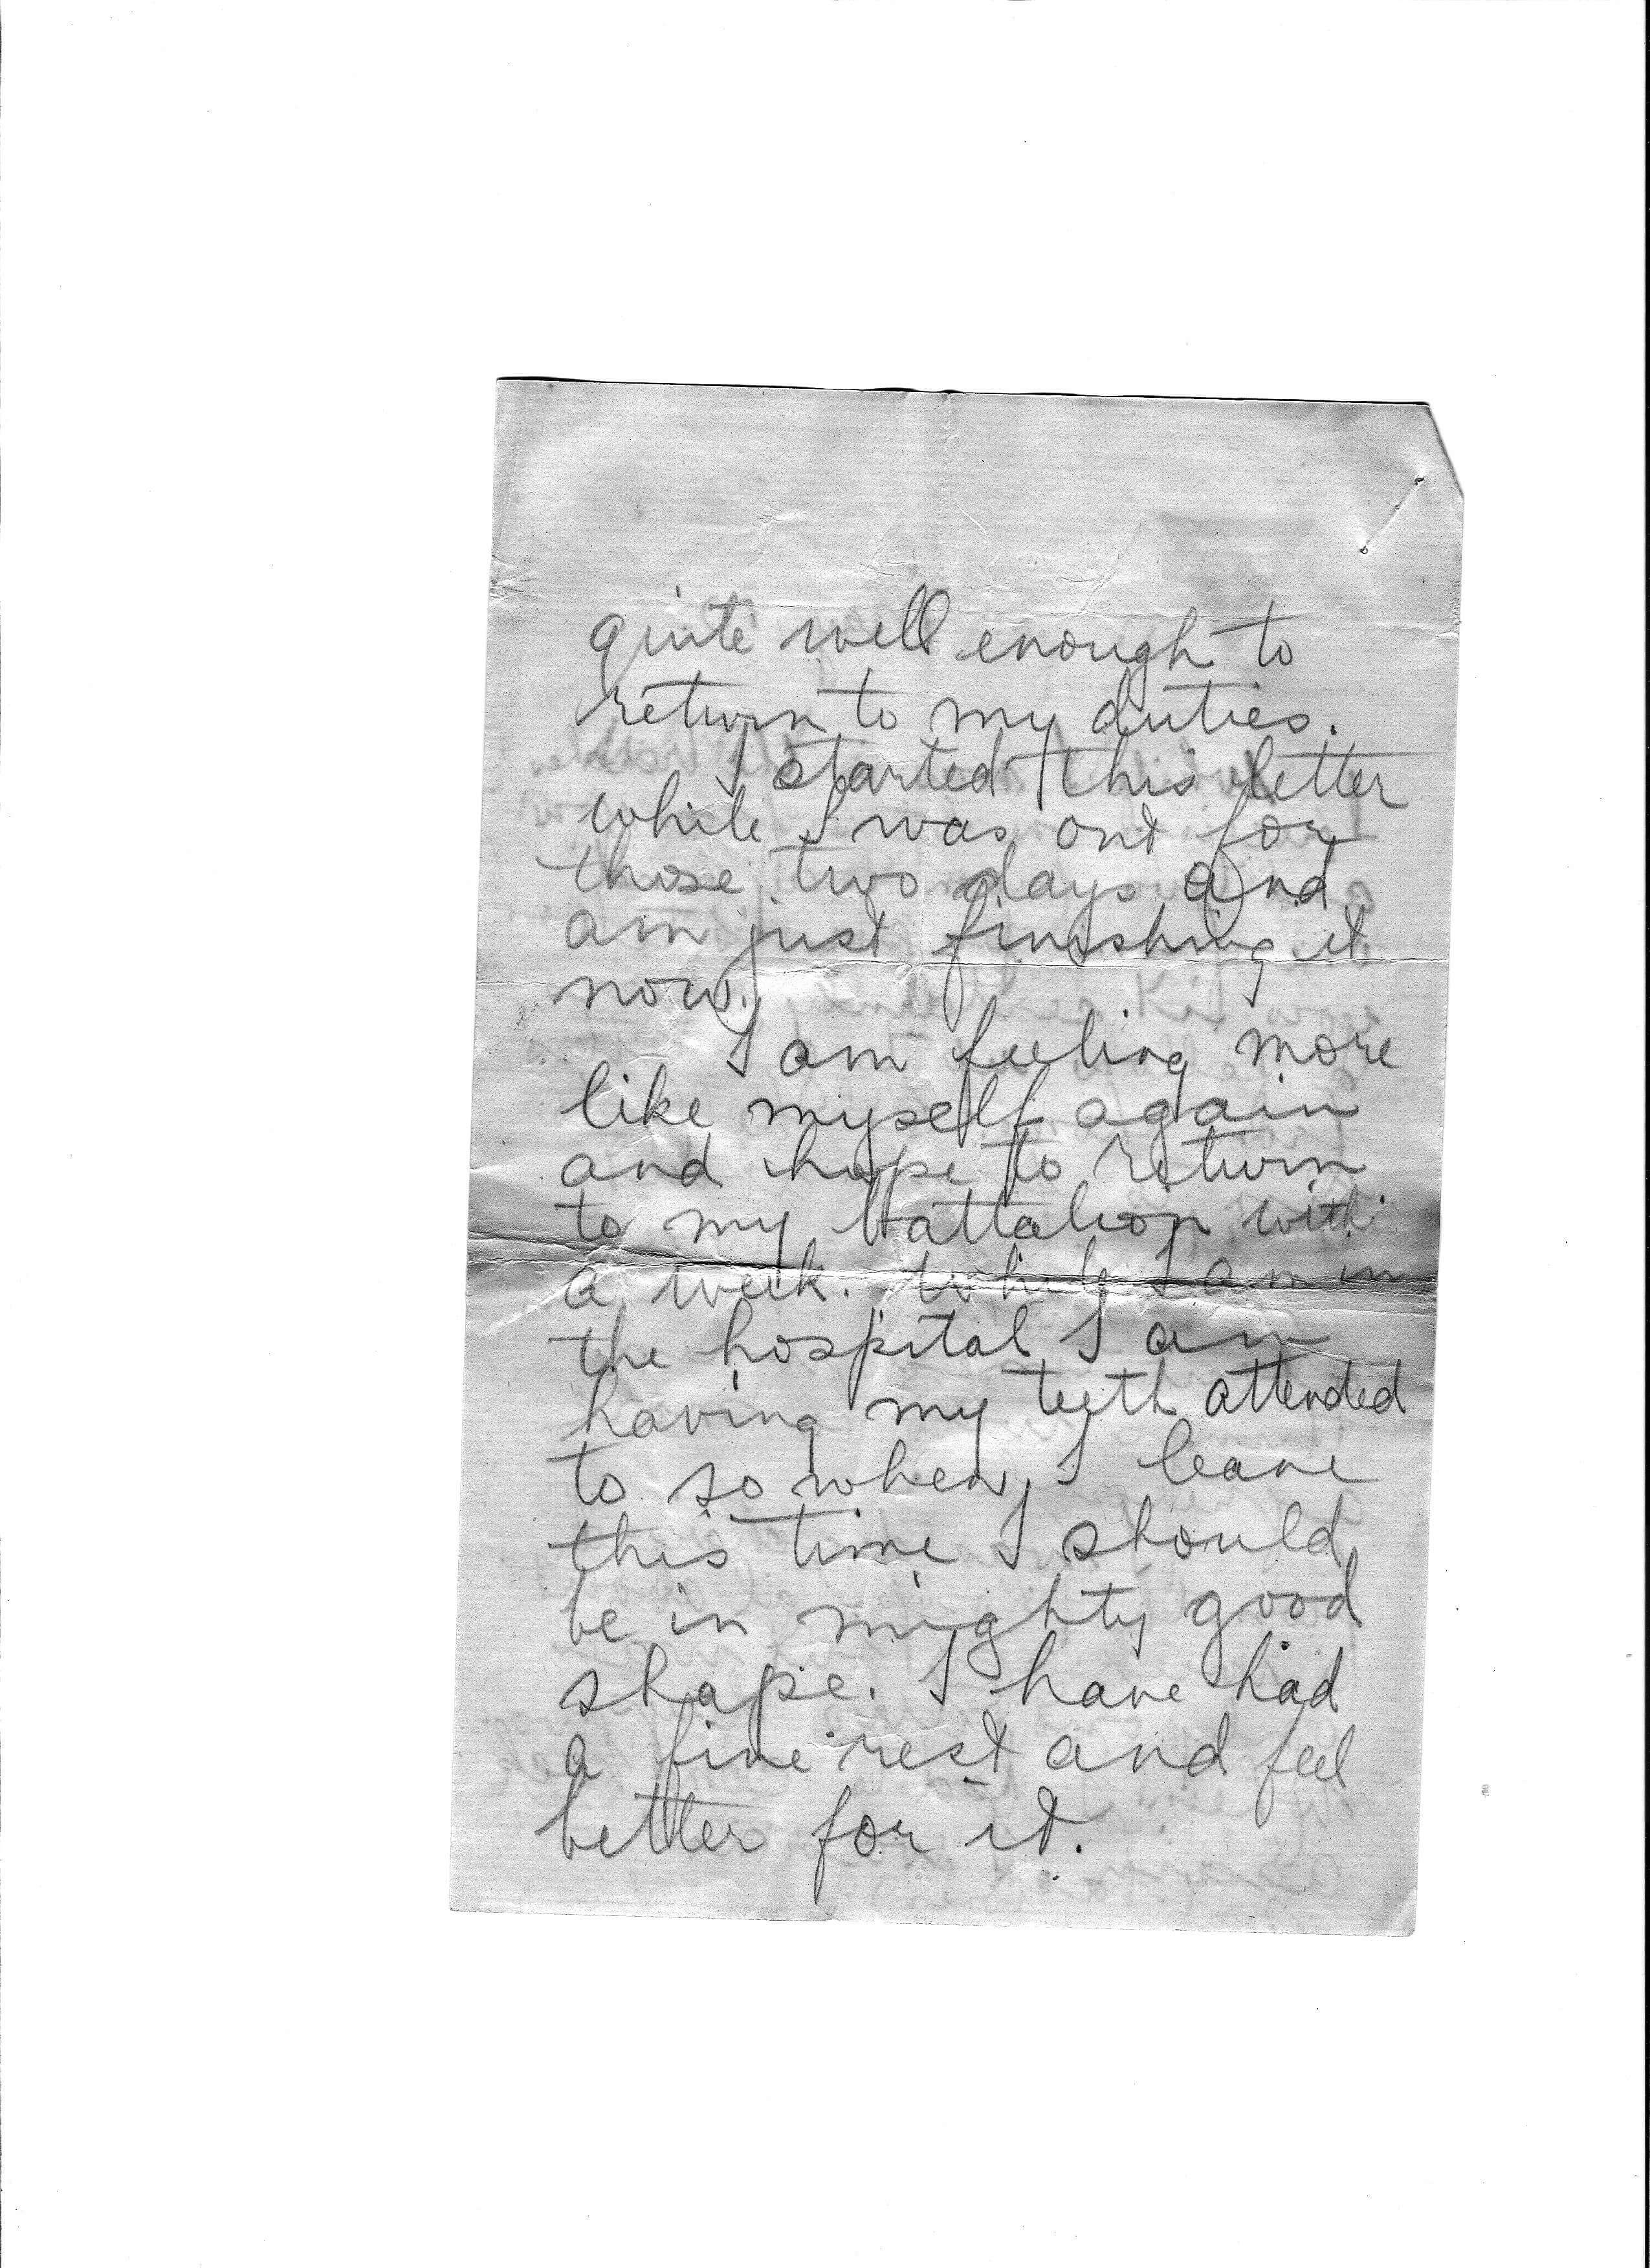 quite well enough to
return to my duties.
I started this letter
while I was out for
those two days and
am just finishing it
now.
I am feeling more
like myself again
and hope to return
to my battalion with
a week. While I am in
the hospital I am
having my teeth attended
to so when I leave
this time I should
be in mighty good
shape. I have had
a fine rest and feel
better for it.